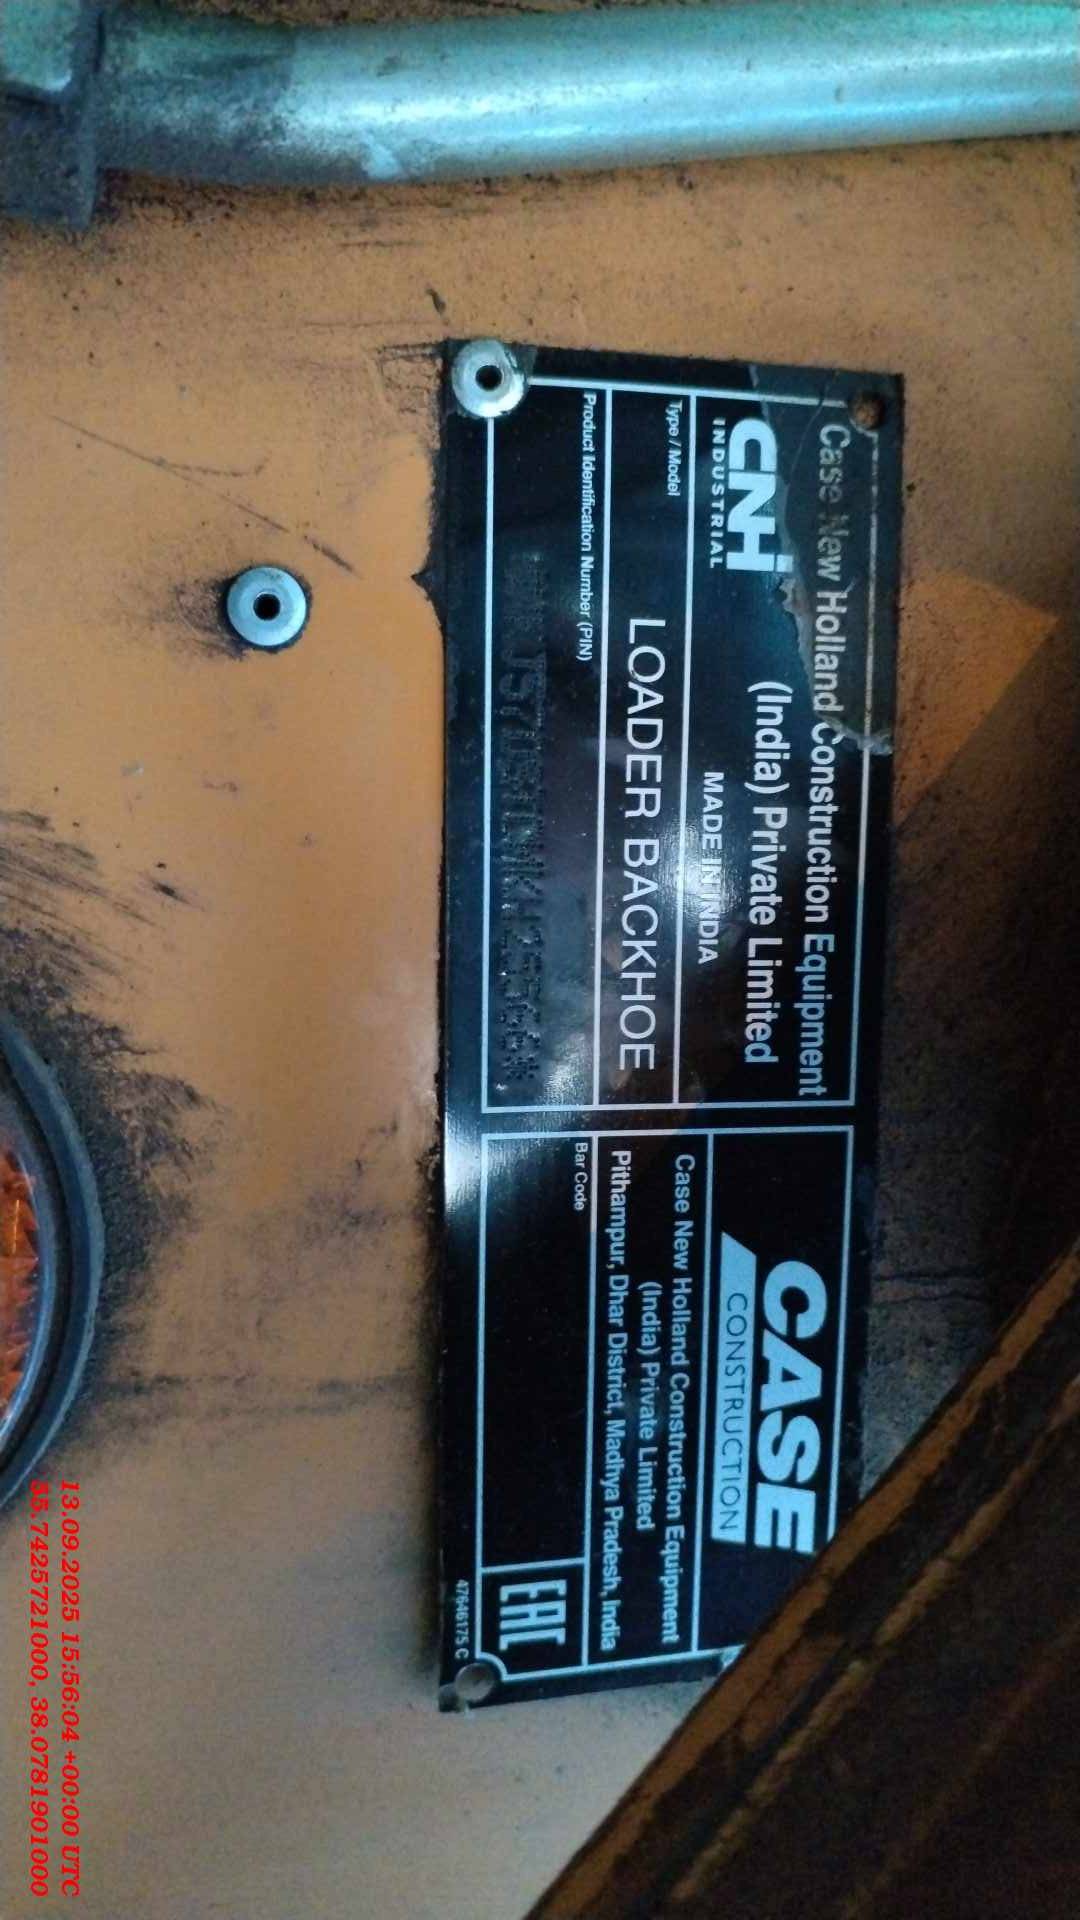 Case New Holland Construction Equipment
(India) Private Limited
CNH
INDUSTRIAL
MADE IN INDIA
Type / Model
LOADER BACKHOE
Product Identification Number (PIN)
CASE
CONSTRUCTION
Case New Holland Construction Equipment
(India) Private Limited
Pithampur, Dhar District, Madhya Pradesh, India
Bar Code
EAC
47646175 C
13.09.2025 15:56:04 +00:00 UTC
55.7425721000, 38.0781901000